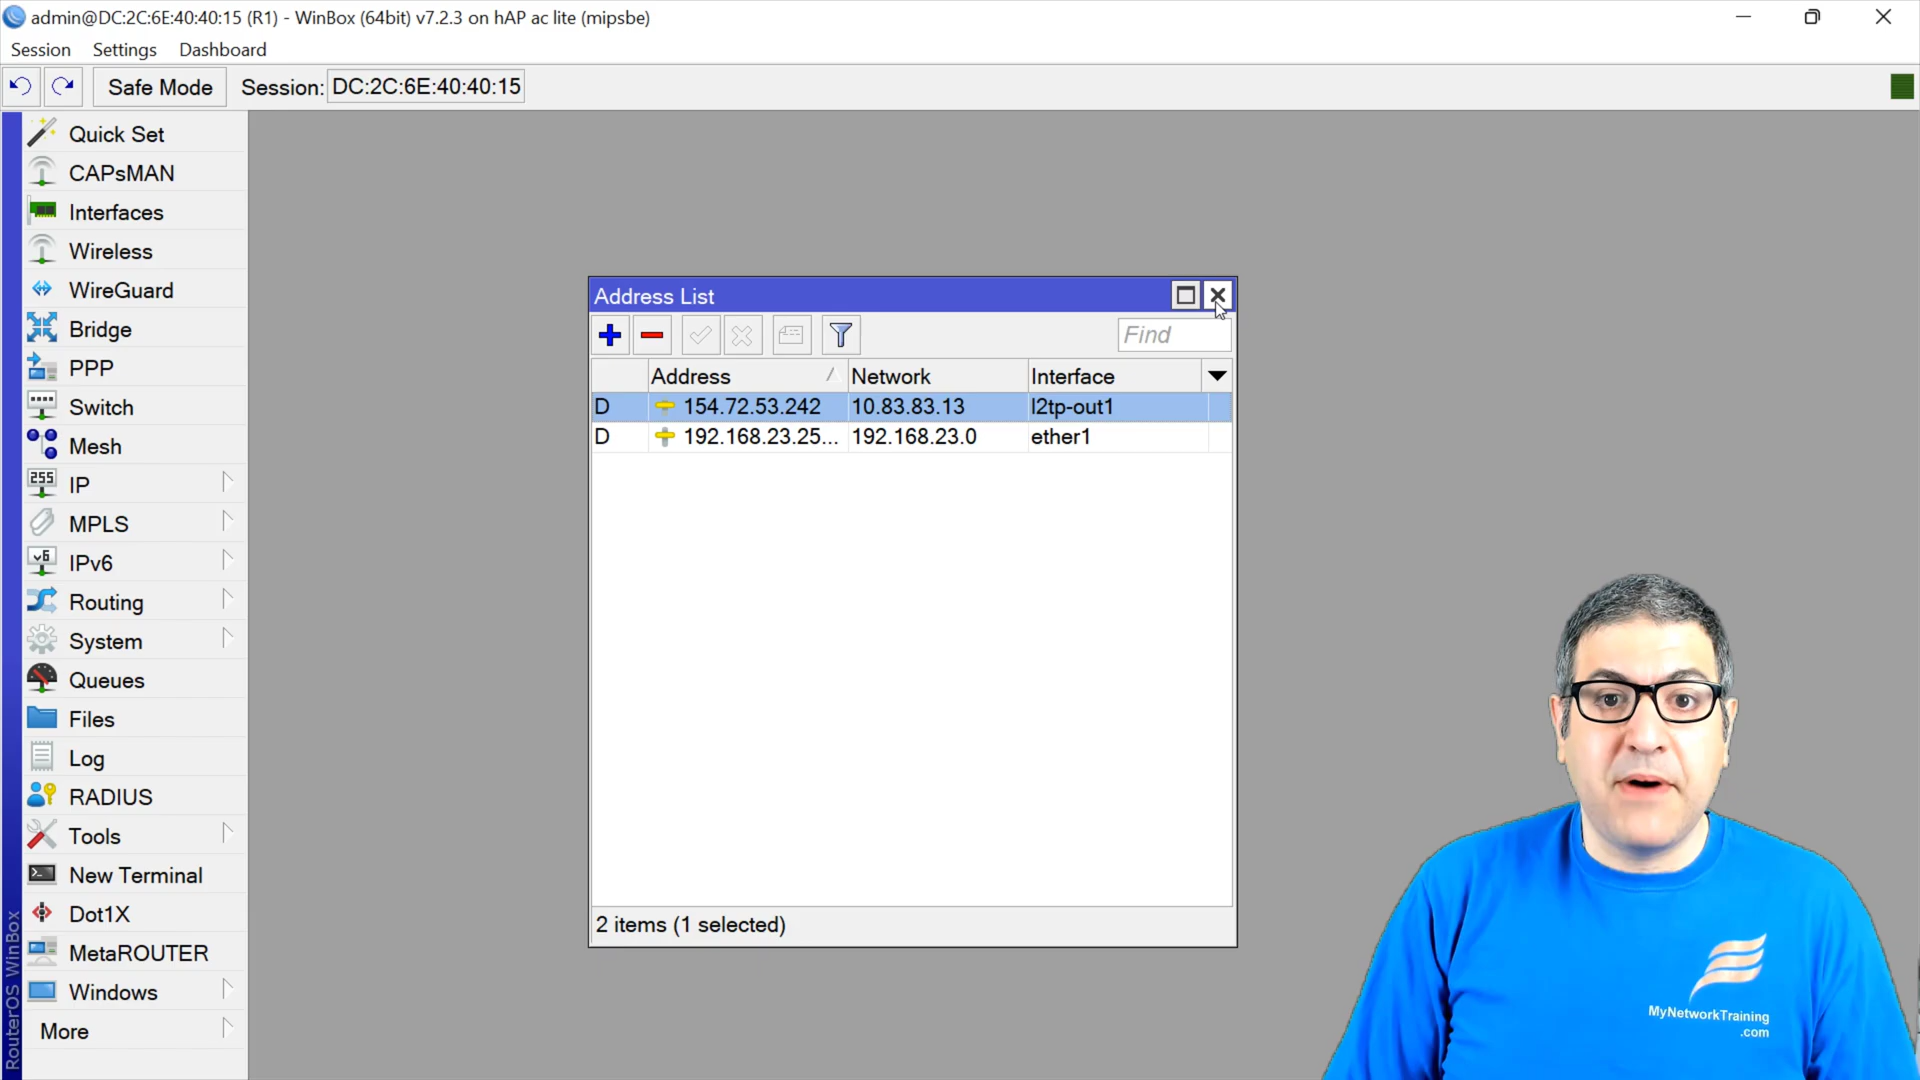 admin@DC:2C:6E:40:40:15 (R1) - WinBox (64bit) v7.2.3 on hAP ac lite (mipsbe)
Session Settings Dashboard
Safe Mode Session: DC:2C:6E:40:40:15
Quick Set
CAPsMAN
Interfaces
Wireless
WireGuard
Bridge
PPP
Switch
Mesh
255 IP
MPLS
v6 IPv6
Routing
System
Queues
Files
Log
RADIUS
Tools
New Terminal
Dot1X
MetaROUTER
Windows
More
RouterOS WinBox
Address List
Find
Address Network Interface
D 154.72.53.242 10.83.83.13 l2tp-out1
D 192.168.23.25... 192.168.23.0 ether1
2 items (1 selected)
MyNetworkTraining
.com